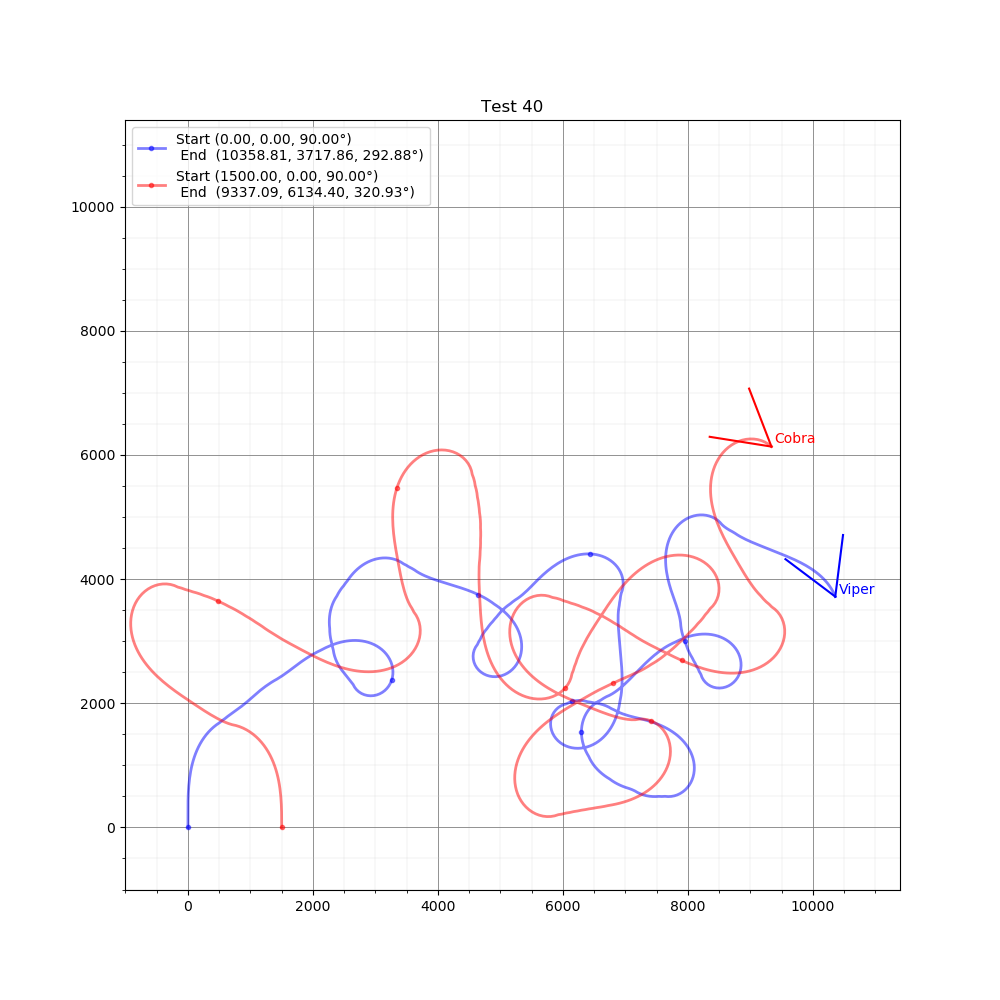 Test 40
Start (0.00, 0.00, 90.00°)
End  (10358.81, 3717.86, 292.88°)
Start (1500.00, 0.00, 90.00°)
End  (9337.09, 6134.40, 320.93°)
10000
8000
6000
4000
2000
0
Cobra
Viper
0 2000 4000 6000 8000 10000